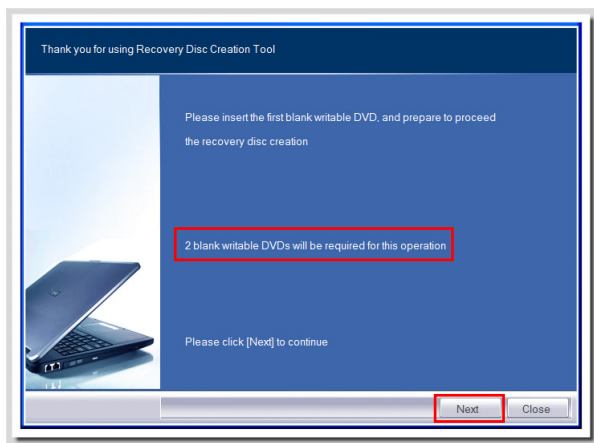 Thank you for using Recovery Disc Creation Tool
Please insert the first blank writable DVD, and prepare to proceed
the recovery disc creation
2 blank writable DVDs will be required for this operation
Please click [Next] to continue
Next
Close